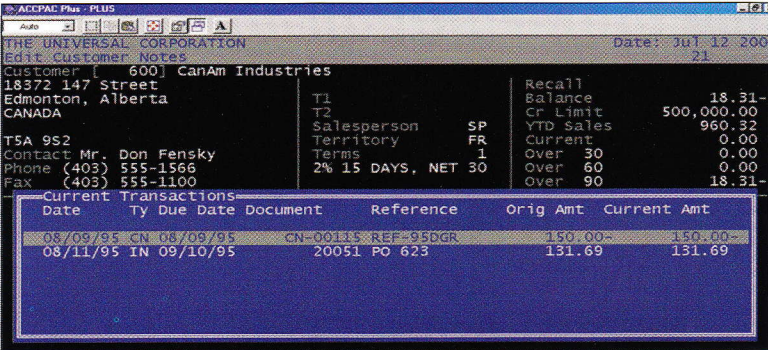 ACCPAC Plus - PLUS
Auto A
THE UNIVERSAL CORPORATION Date: Jul 12 200
Edit Customer Notes 21
Customer [ 600] CanAm Industries
18372 147 Street Recall
Edmonton, Alberta T1 Balance 18.31-
CANADA T2 Cr Limit 500,000.00
Salesperson SP YTD Sales 960.32
T5A 9S2 Territory FR Current 0.00
Contact Mr. Don Fensky Terms 1 Over 30 0.00
Phone (403) 555-1566 2% 15 DAYS, NET 30 Over 60 0.00
Fax (403) 555-1100 Over 90 18.31-
Current Transactions
Date Ty Due Date Document Reference Orig Amt Current Amt
08/09/95 CN 08/09/95 CN-00115 REF-95DGR 150.00- 150.00-
08/11/95 IN 09/10/95 20051 PO 623 131.69 131.69